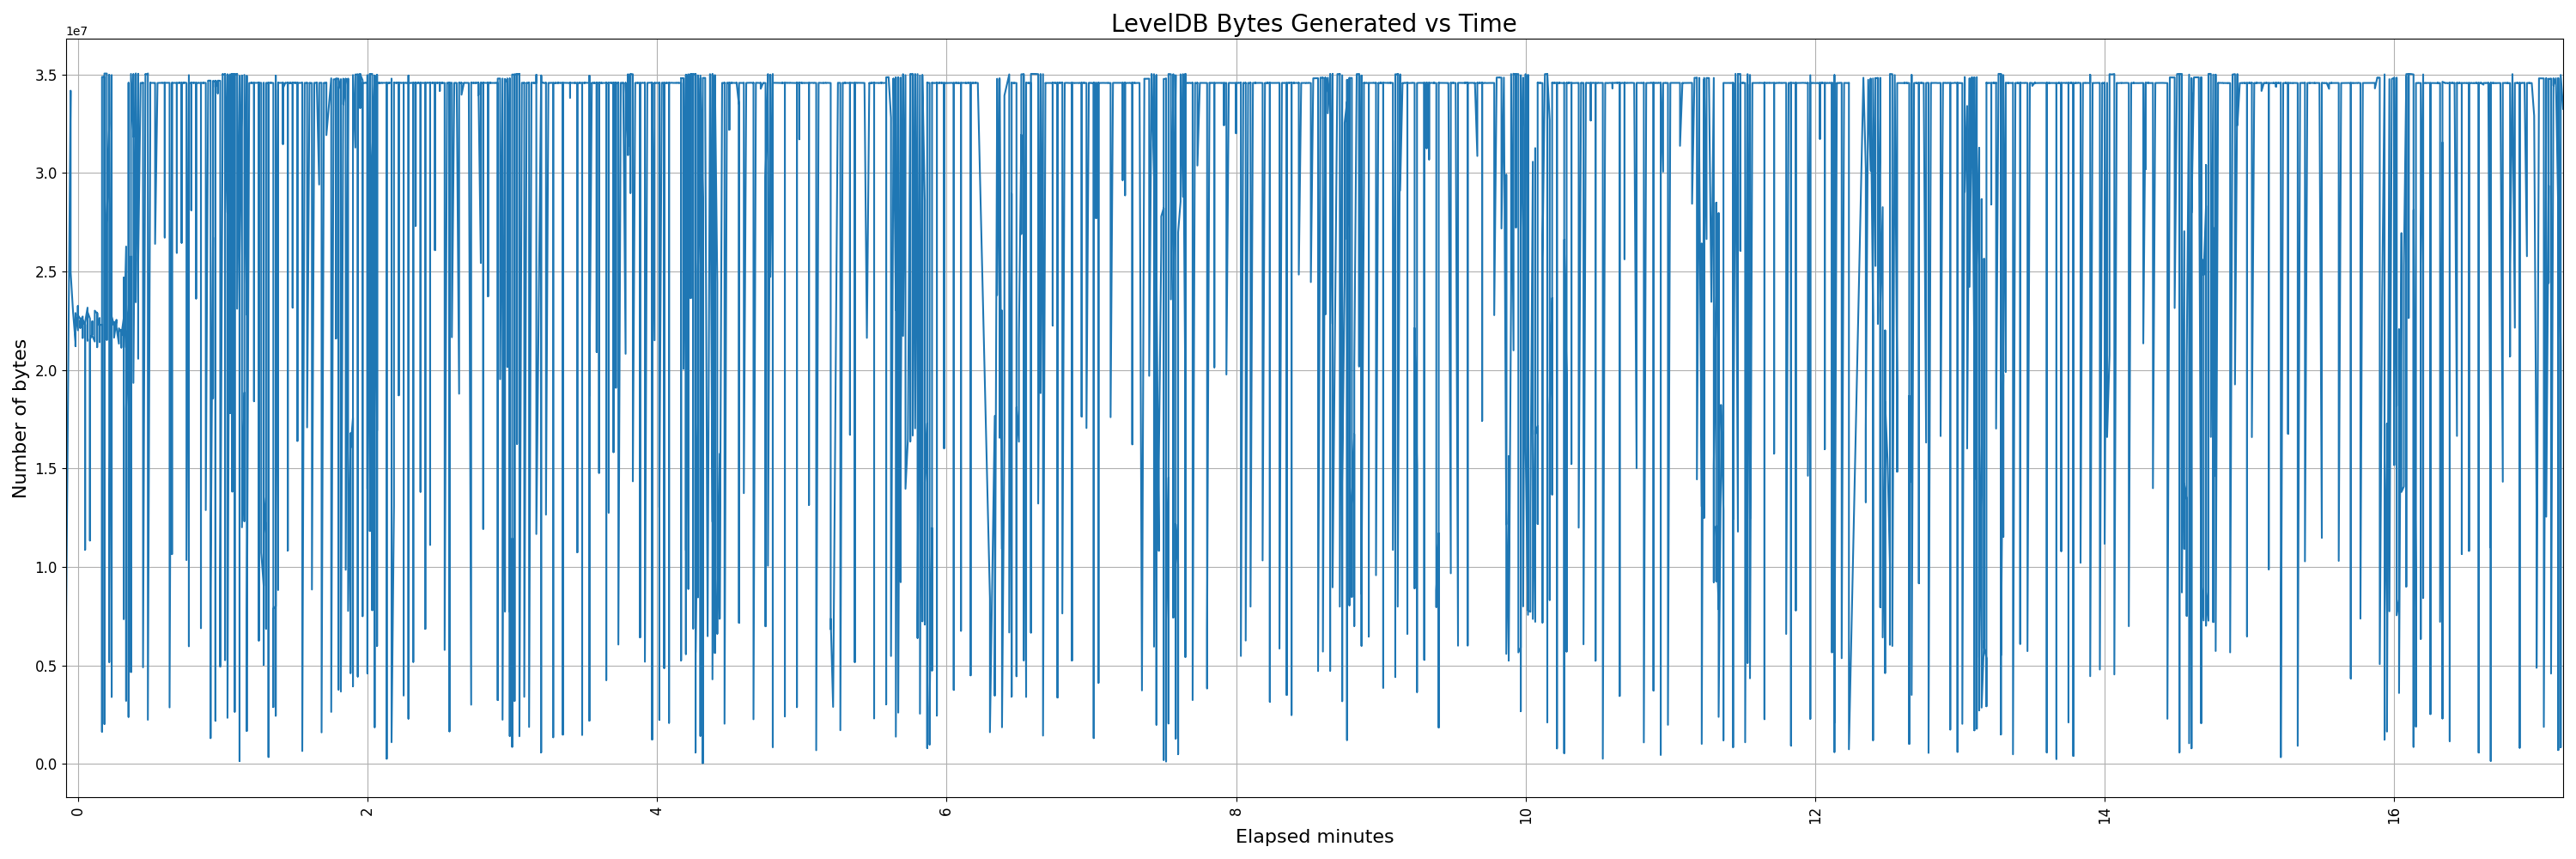 LevelDB Bytes Generated vs Time
1e7
3.5
3.0
2.5
2.0
1.5
1.0
0.5
0.0
Number of bytes
0 2 4 6 8 10 12 14 16
Elapsed minutes